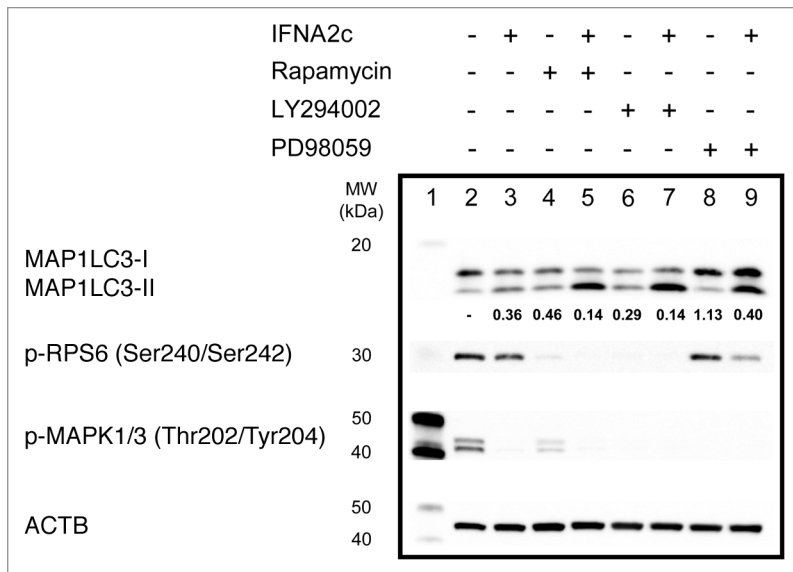 IFNA2c - + - + - + - +
Rapamycin - - + + - - - -
LY294002 - - - - + + - -
PD98059 - - - - - - + +
MW (kDa) 1 2 3 4 5 6 7 8 9
20
MAP1LC3-I
MAP1LC3-II
- 0.36 0.46 0.14 0.29 0.14 1.13 0.40
p-RPS6 (Ser240/Ser242) 30
50
p-MAPK1/3 (Thr202/Tyr204)
40
50
ACTB
40